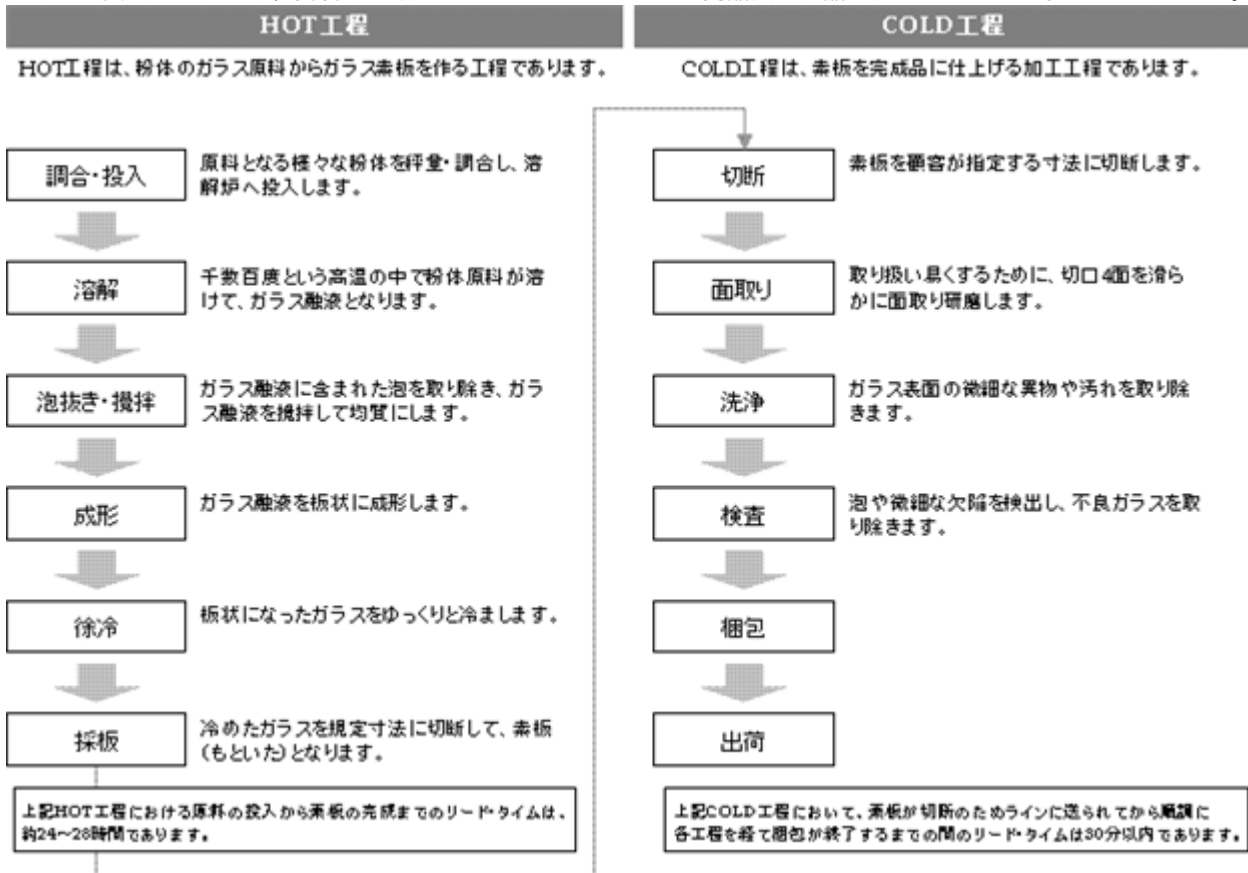 HOT工程
HOT工程は、粉体のガラス原料からガラス素板を作る工程であります。
調合・投入
原料となる様々な粉体を秤量・調合し、溶
解炉へ投入します。
溶解
千数百度という高温の中で粉体原料が溶
けて、ガラス融液となります。
泡抜き・攪拌
ガラス融液に含まれた泡を取り除き、ガラ
ス融液を攪拌して均質にします。
成形
ガラス融液を板状に成形します。
徐冷
板状になったガラスをゆっくりと冷まします。
採板
冷めたガラスを規定寸法に切断して、素板
(もといた)となります。
上記HOT工程における原料の投入から素板の完成までのリード・タイムは、
約24～28時間であります。
COLD工程
COLD工程は、素板を完成品に仕上げる加工工程であります。
切断
素板を顧客が指定する寸法に切断します。
面取り
取り扱い易くするために、切口4面を滑ら
かに面取り研磨します。
洗浄
ガラス表面の微細な異物や汚れを取り除
きます。
検査
泡や微細な欠陥を検出し、不良ガラスを取
り除きます。
梱包
出荷
上記COLD工程において、素板が切断のためラインに送られてから順調に
各工程を経て梱包が終了するまでの間のリード・タイムは30分以内であります。